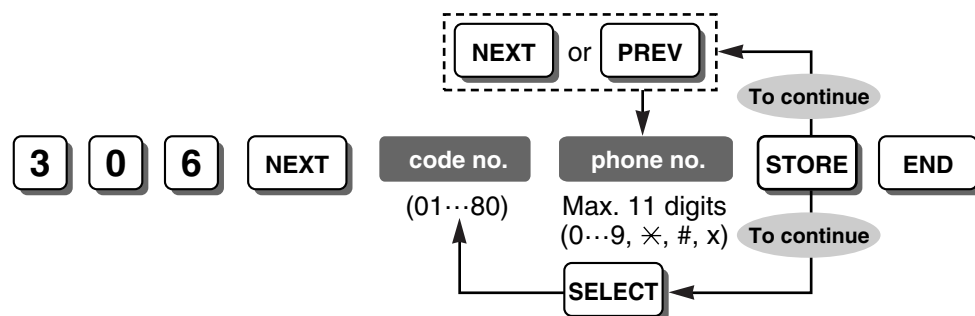 NEXT or PREV
To continue
3 0 6 NEXT code no. phone no. STORE END
(01···80) Max. 11 digits
(0···9, ✳, #, x) To continue
SELECT